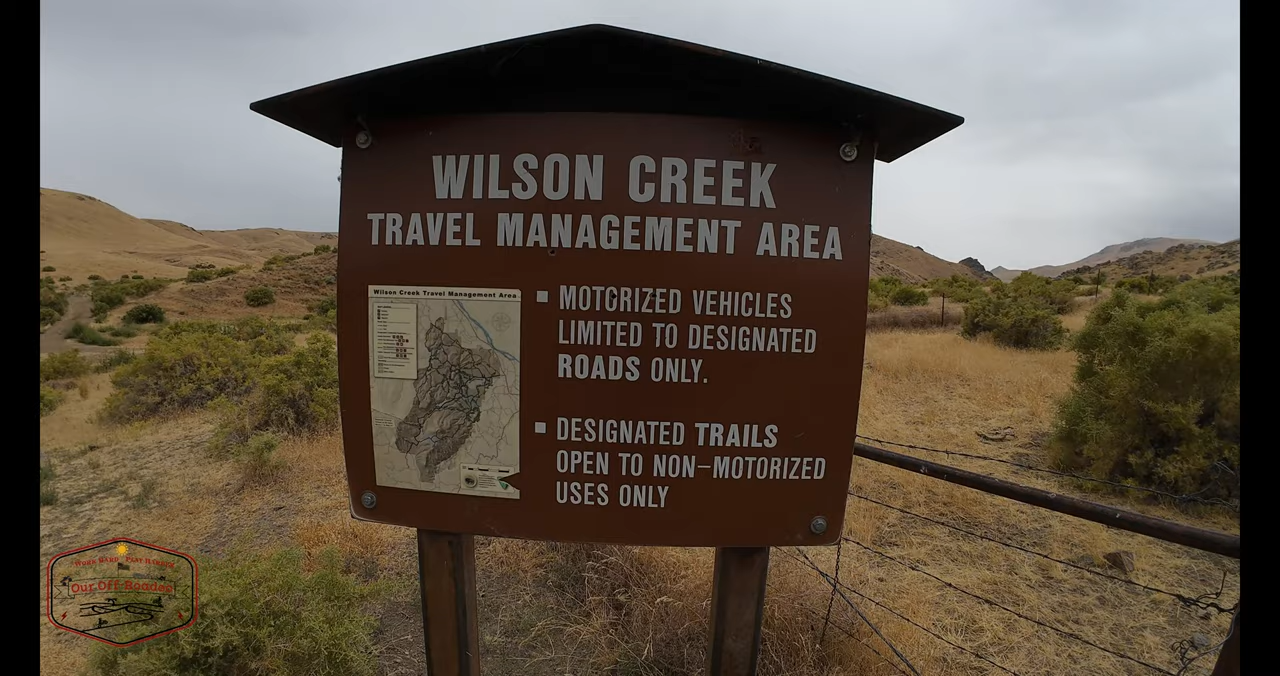 WILSON CREEK
TRAVEL MANAGEMENT AREA
Wilson Creek Travel Management Area
MOTORIZED VEHICLES
LIMITED TO DESIGNATED
ROADS ONLY.
DESIGNATED TRAILS
OPEN TO NON-MOTORIZED
USES ONLY
Our Off-Roades